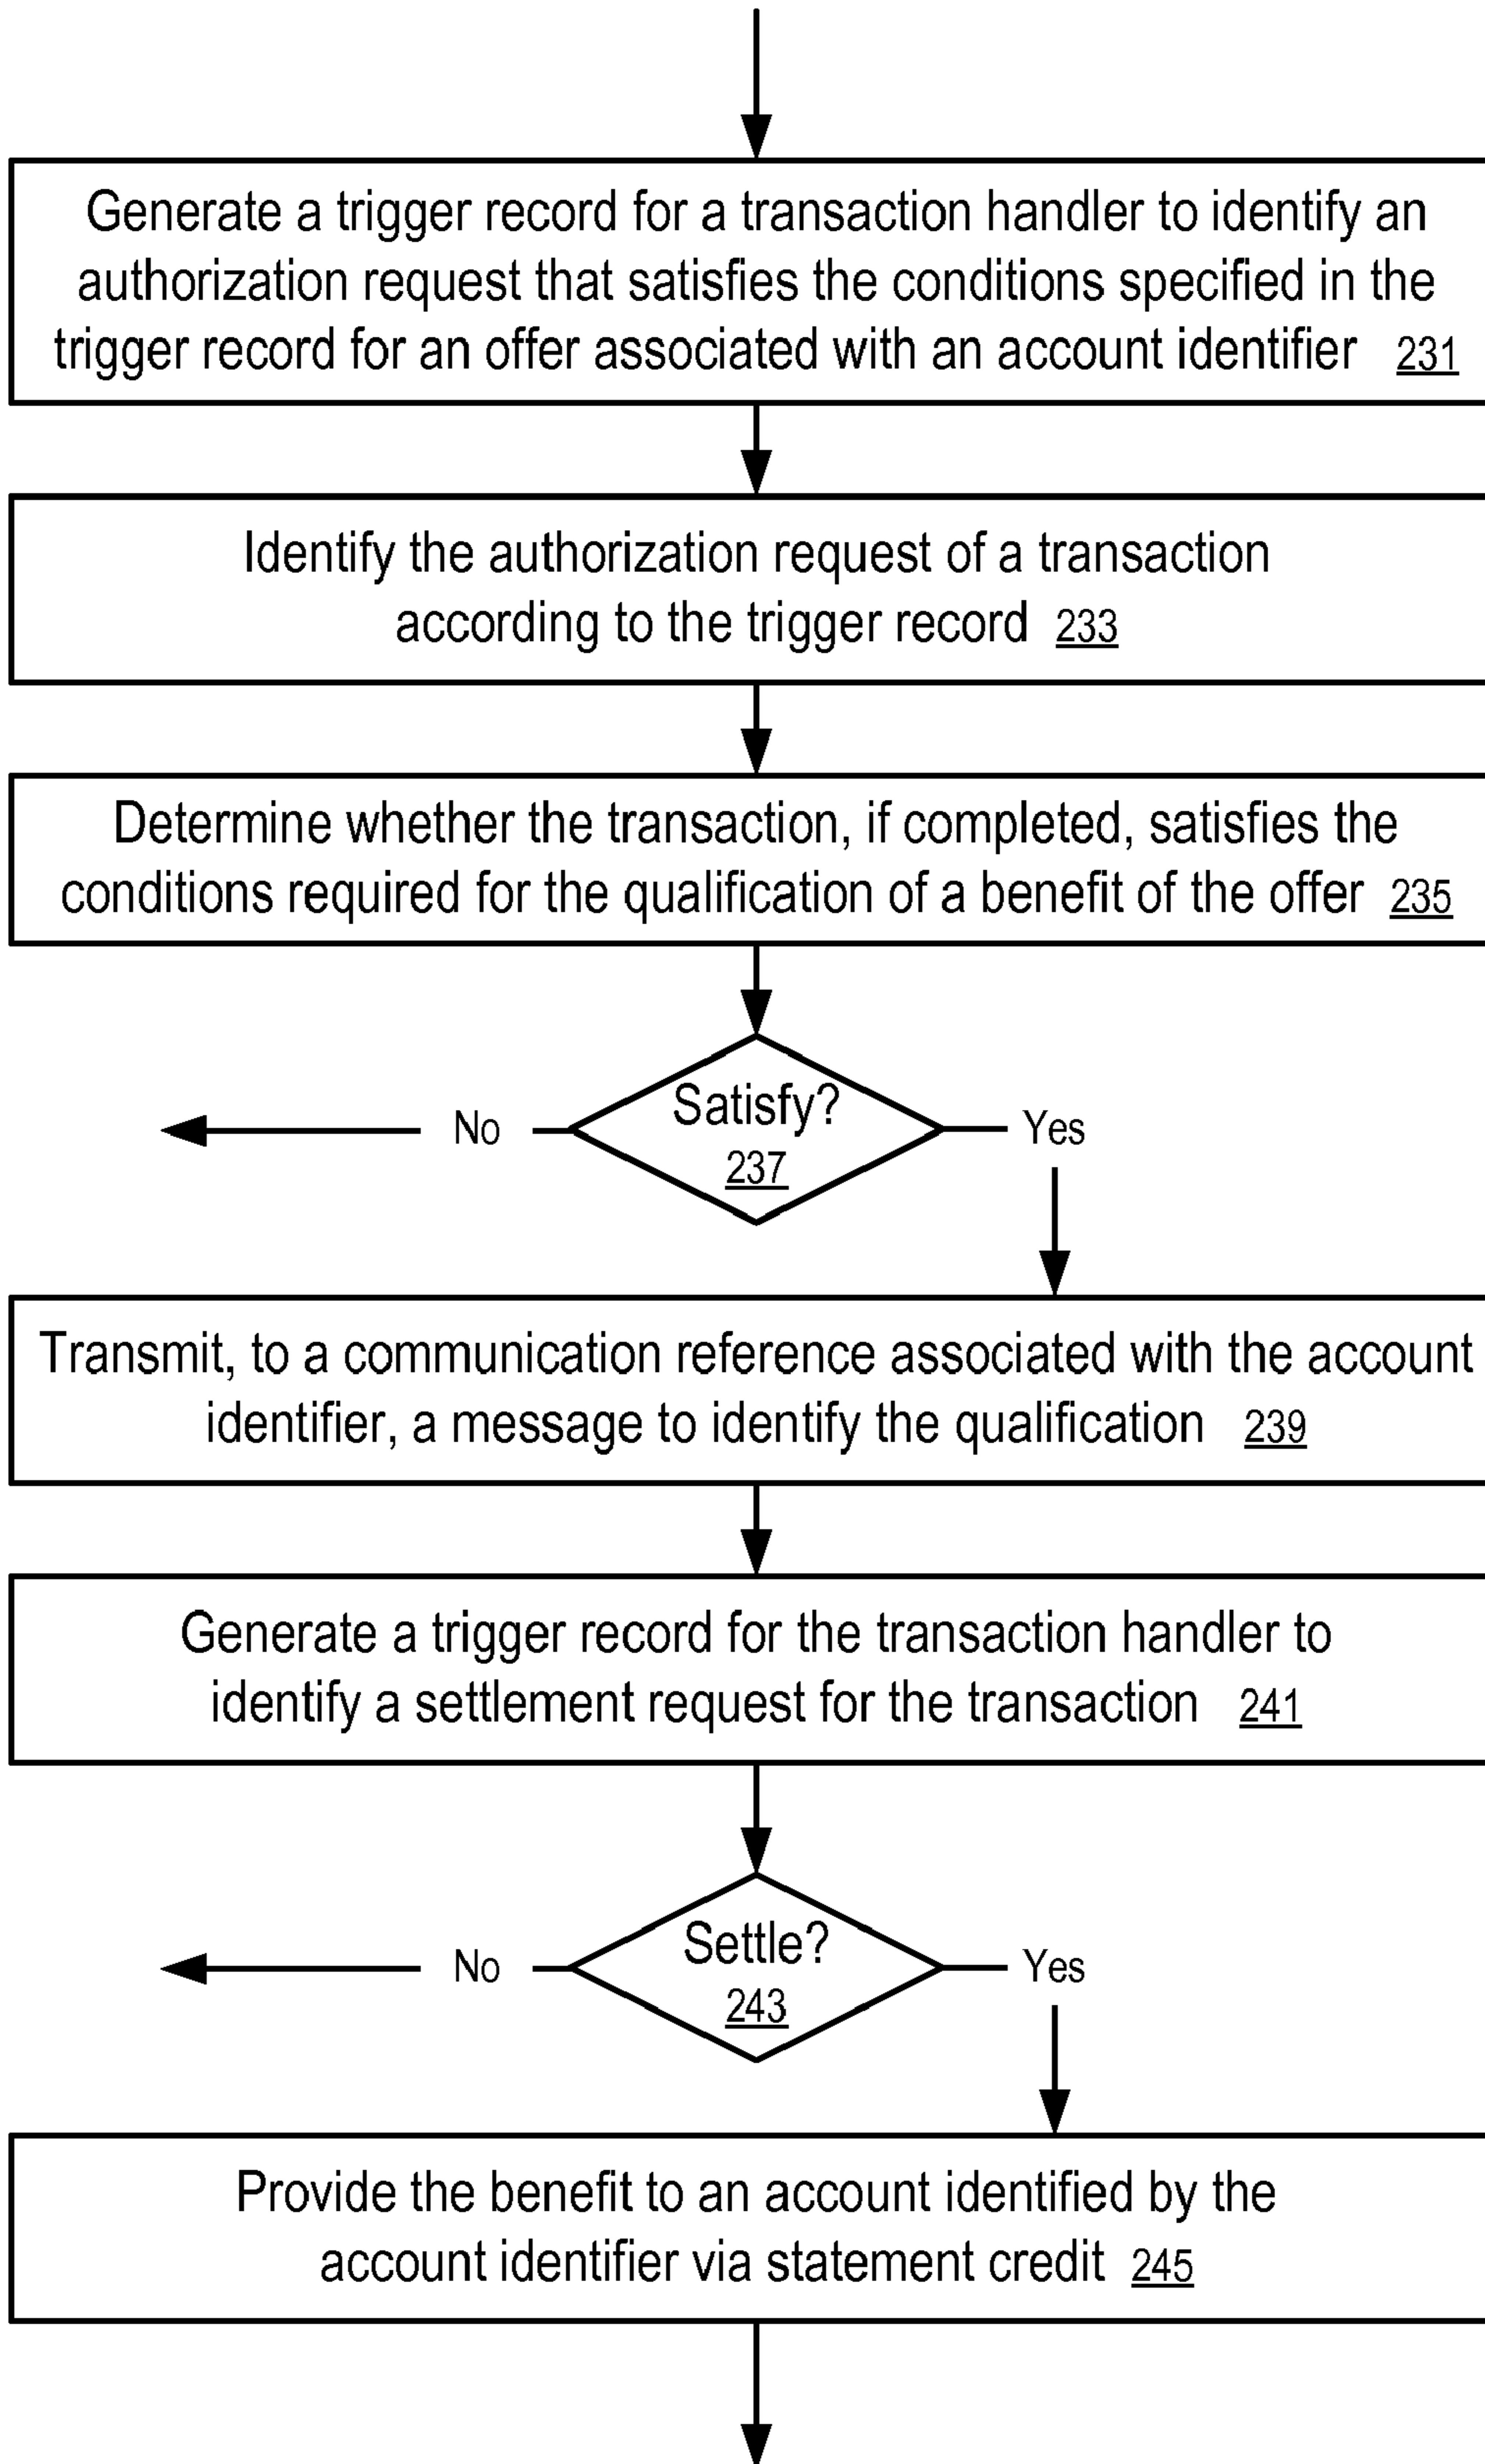 Generate a trigger record for a transaction handler to identify an
authorization request that satisfies the conditions specified in the
trigger record for an offer associated with an account identifier 231
Identify the authorization request of a transaction
according to the trigger record 233
Determine whether the transaction, if completed, satisfies the
conditions required for the qualification of a benefit of the offer 235
Satisfy?
No
Yes
237
Transmit, to a communication reference associated with the account
identifier, a message to identify the qualification 239
Generate a trigger record for the transaction handler to
identify a settlement request for the transaction 241
Settle?
No
Yes
243
Provide the benefit to an account identified by the
account identifier via statement credit 245